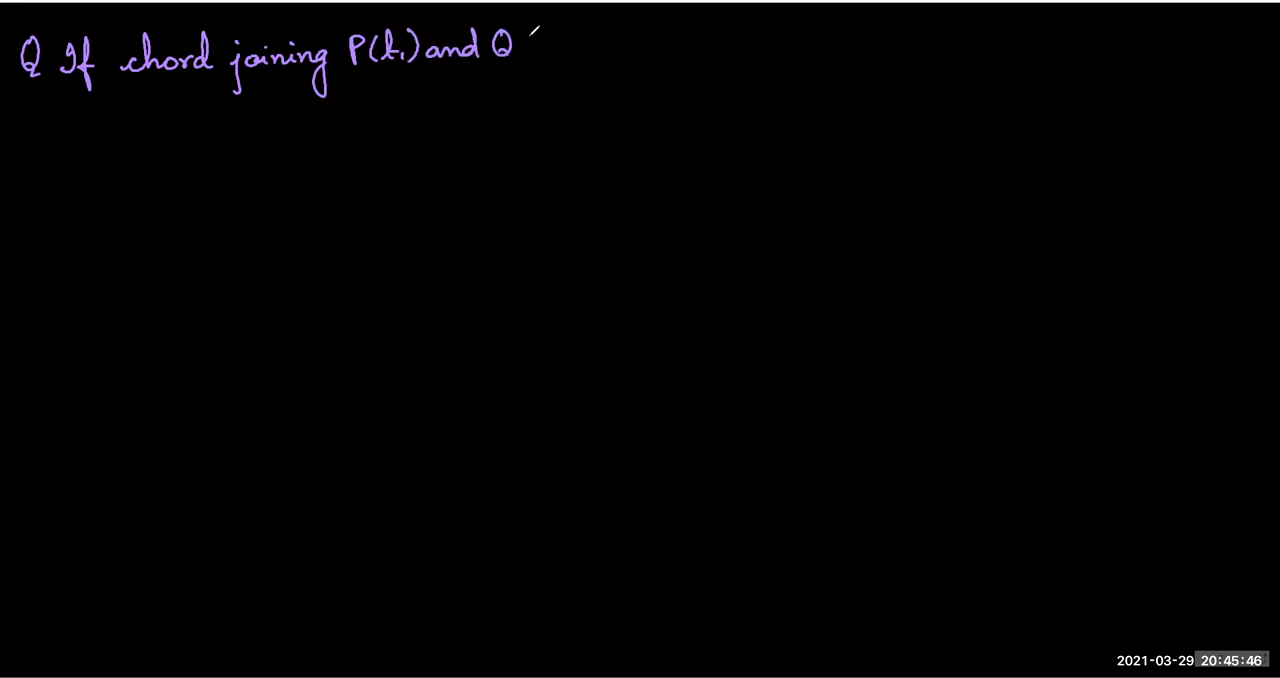 Q If chord joining P(t₁) and Q
2021-03-29 20:45:46